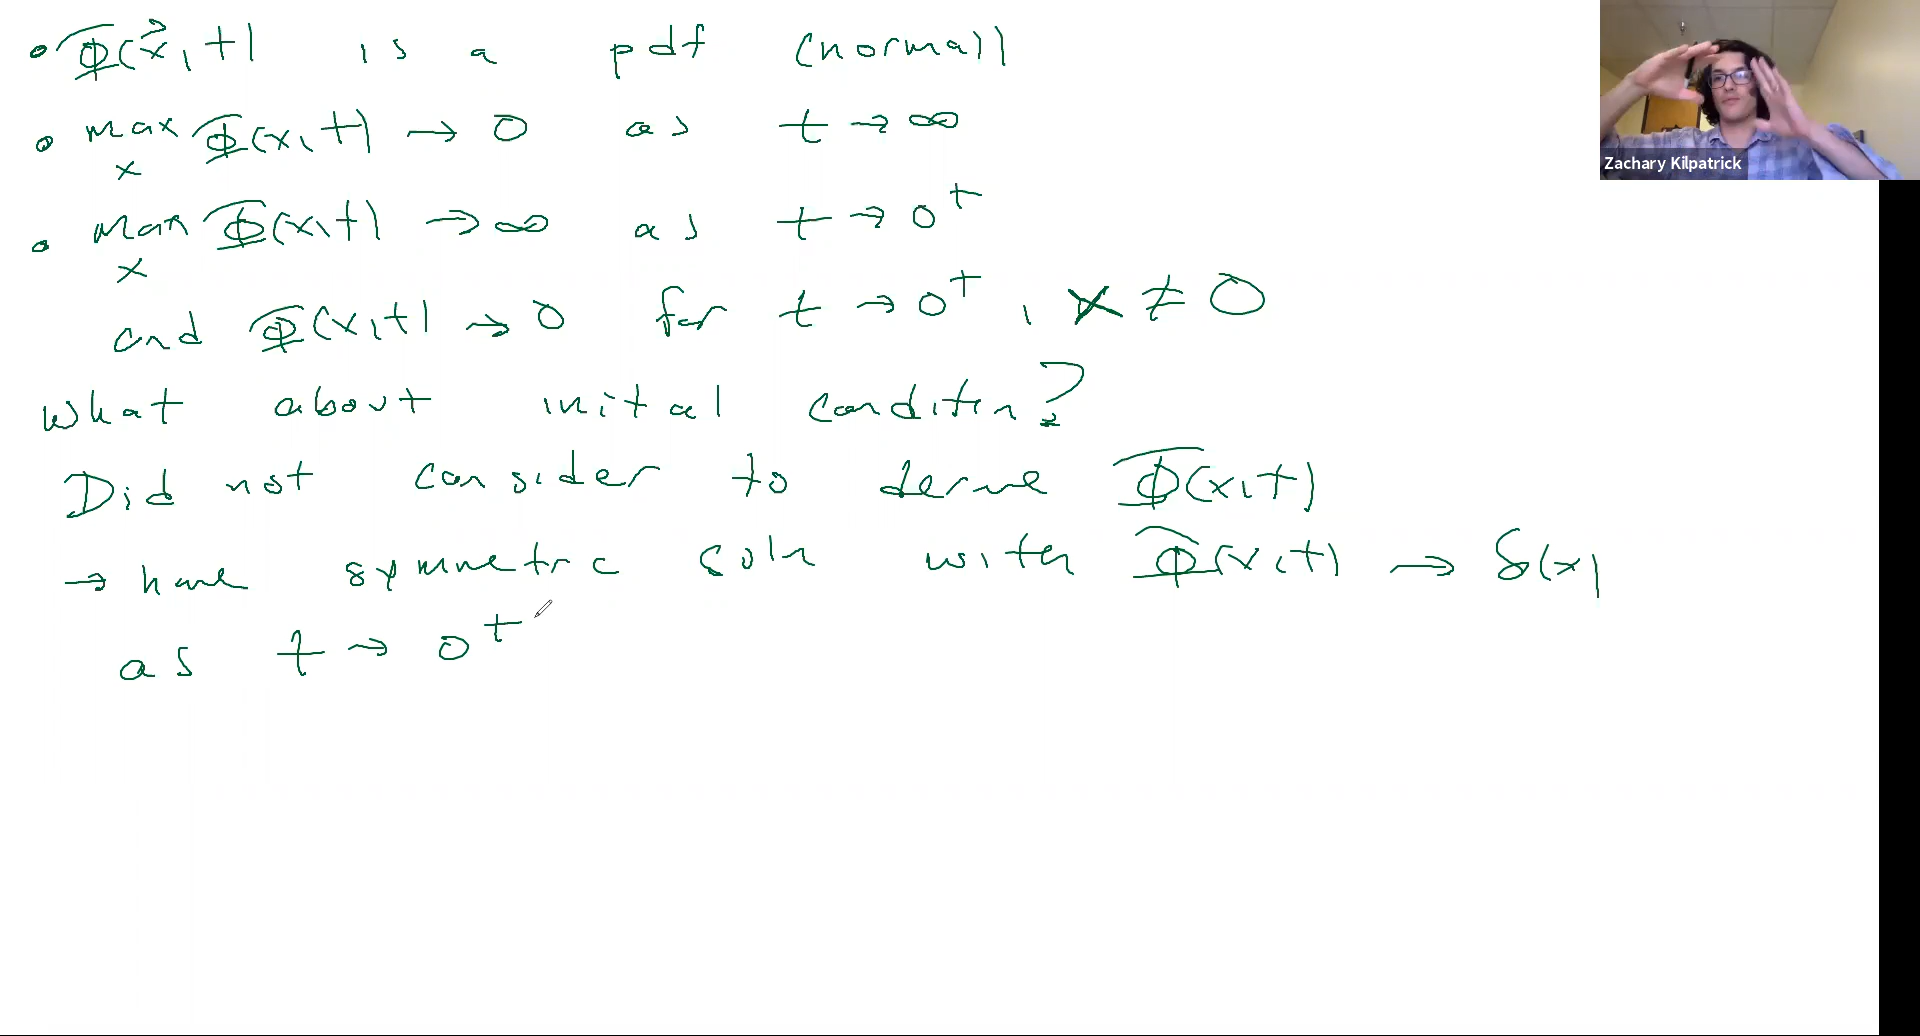 • Φ(x⃗,t) is a pdf (normal)
• max Φ(x,t) → 0 as t → ∞
x
• max Φ(x,t) → ∞ as t → 0⁺
x
and Φ(x,t) → 0 for t → 0⁺, x ≠ 0
What about initial condition?
Did not consider to derive Φ(x,t)
→ have symmetric soln with Φ(x,t) → δ(x)
as t → 0⁺
Zachary Kilpatrick